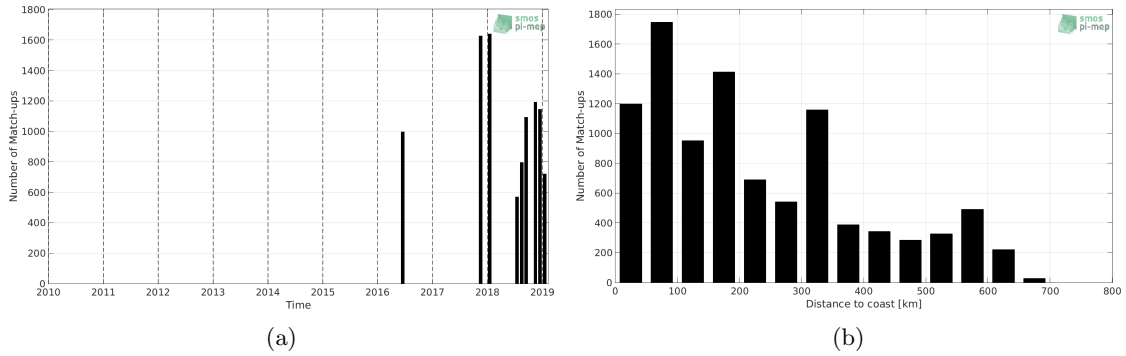 1800
1600
1400
1200
1000
800
600
400
200
0
Number of Match-ups
2010 2011 2012 2013 2014 2015 2016 2017 2018 2019
Time
smos
pi-mep
(a)
1800
1600
1400
1200
1000
800
600
400
200
0
Number of Match-ups
0 100 200 300 400 500 600 700 800
Distance to coast [km]
smos
pi-mep
(b)